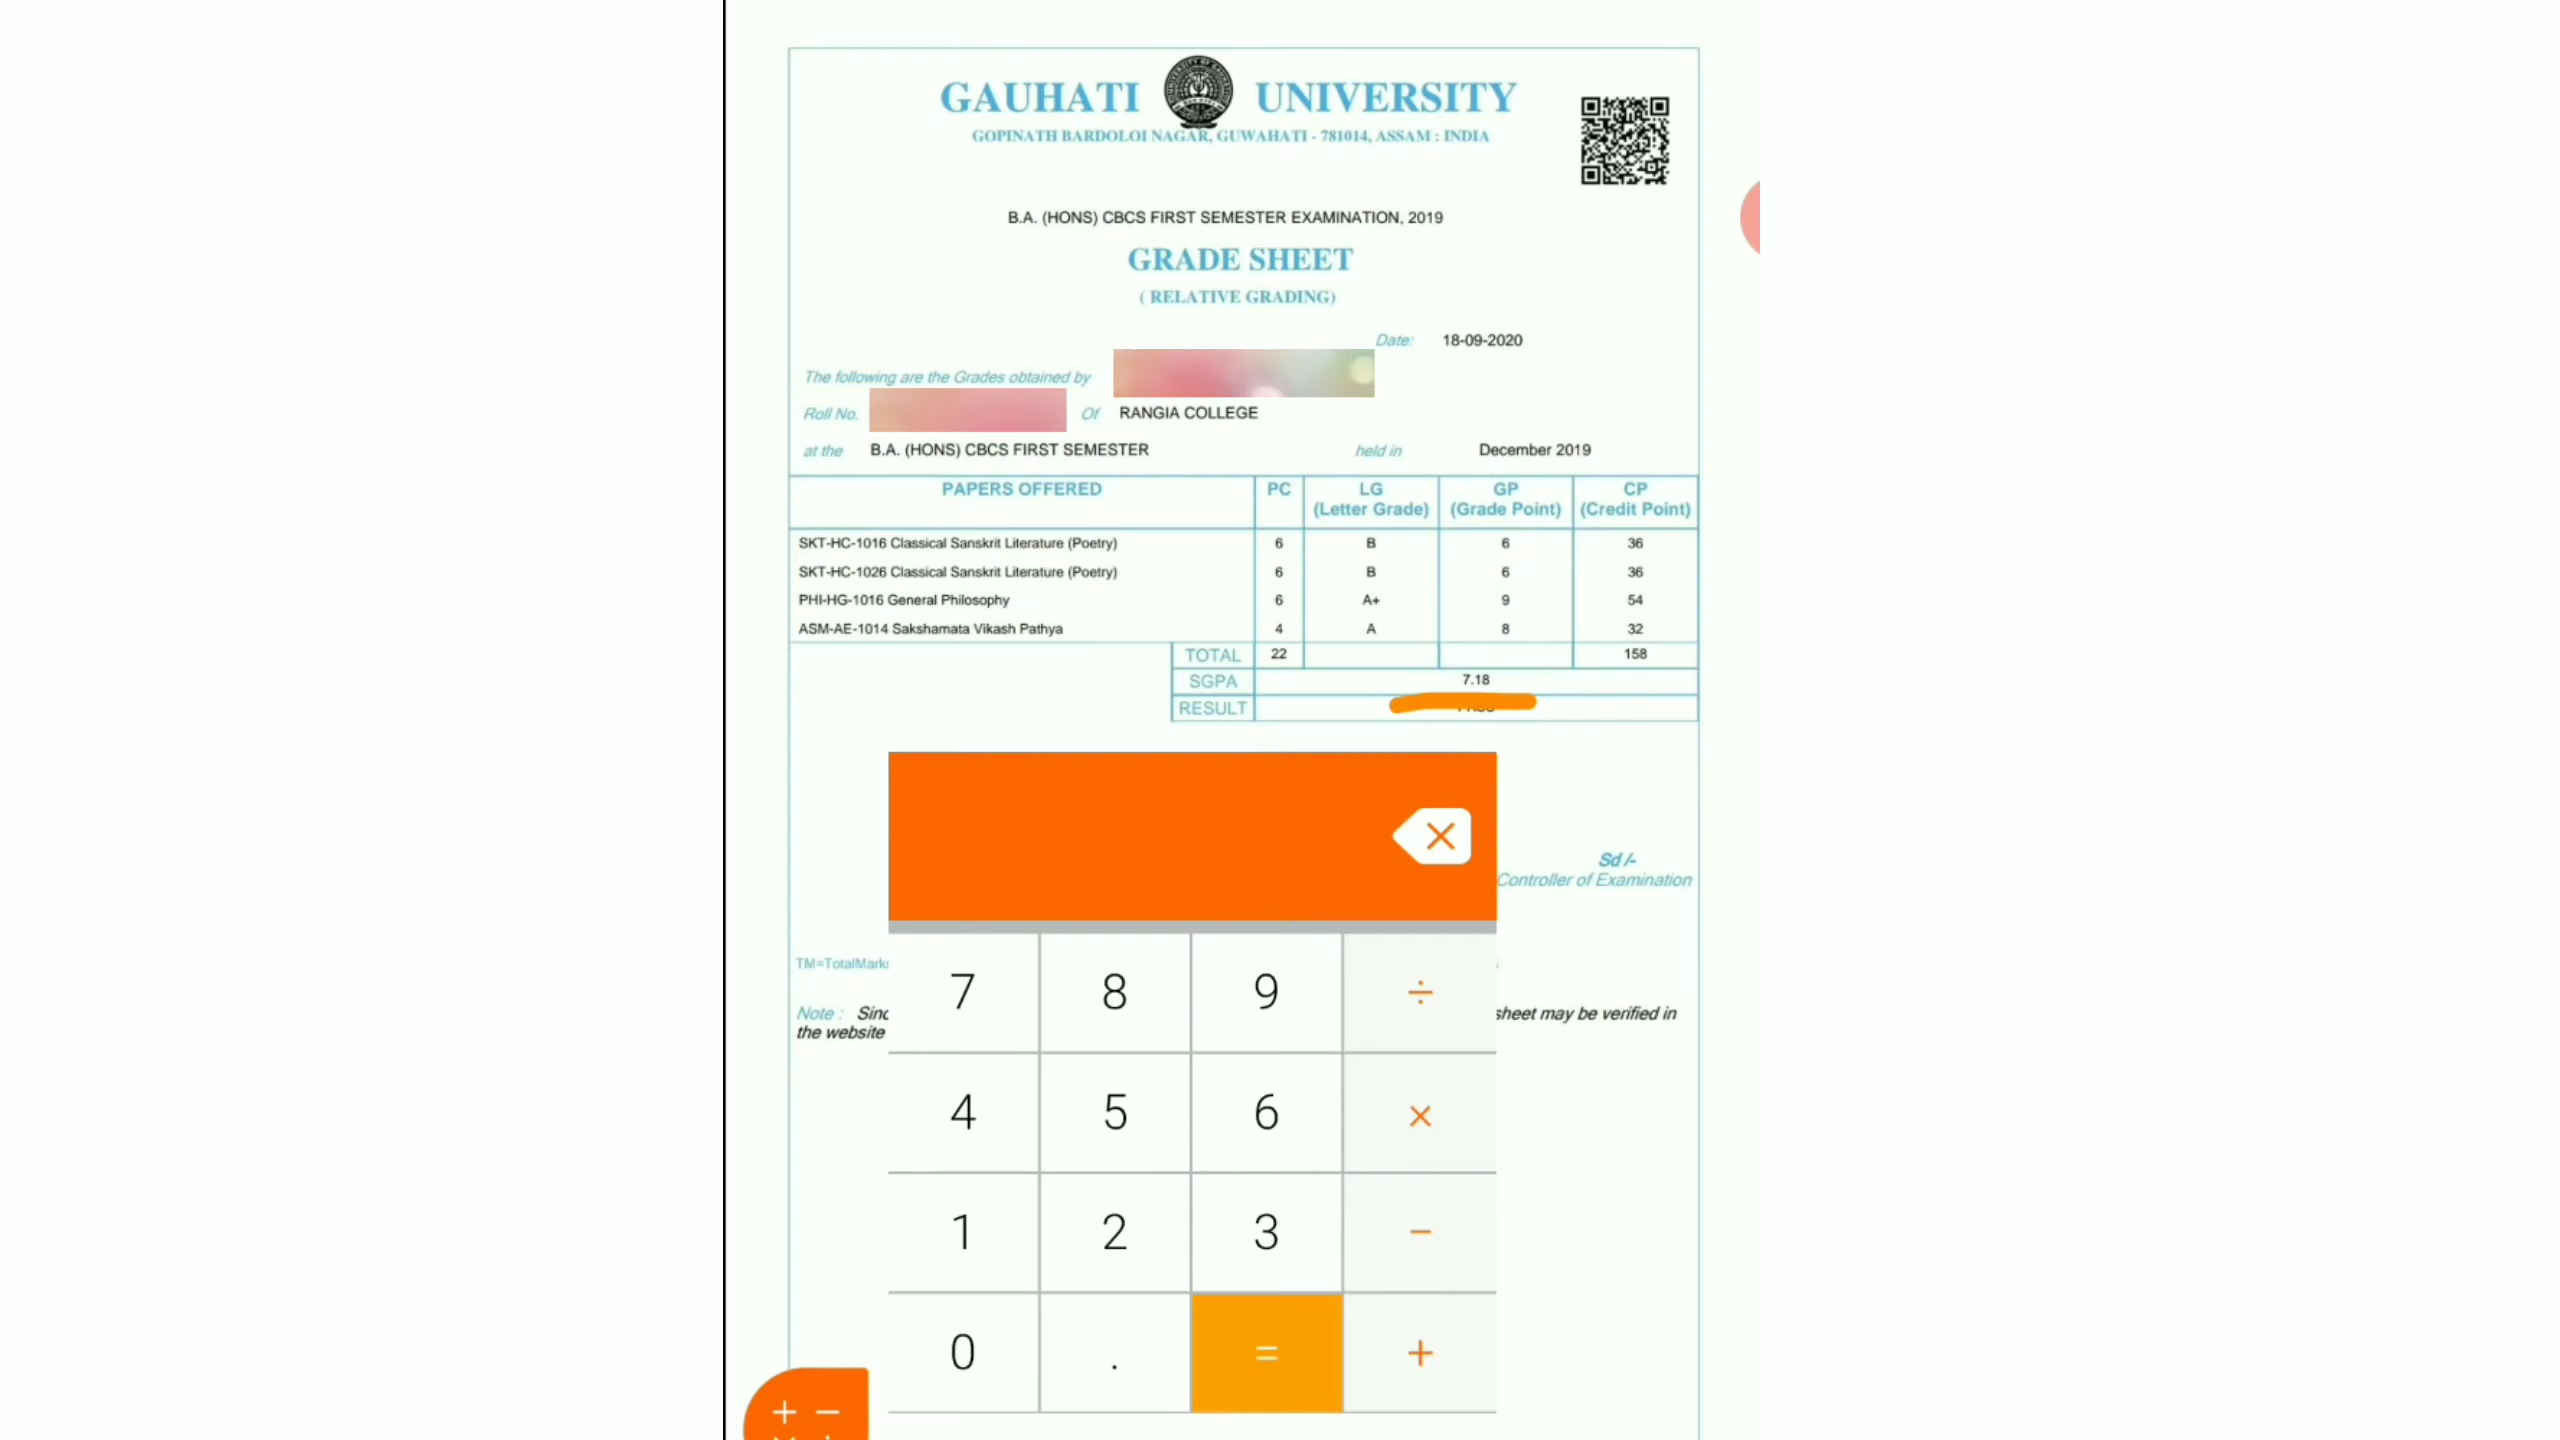 GAUHATI UNIVERSITY
GOPINATH BARDOLOI NAGAR, GUWAHATI - 781014, ASSAM : INDIA
B.A. (HONS) CBCS FIRST SEMESTER EXAMINATION, 2019
GRADE SHEET
( RELATIVE GRADING)
Date: 18-09-2020
The following are the Grades obtained by
Roll No. Of RANGIA COLLEGE
at the B.A. (HONS) CBCS FIRST SEMESTER held in December 2019
PAPERS OFFERED PC LG GP CP
(Letter Grade) (Grade Point) (Credit Point)
SKT-HC-1016 Classical Sanskrit Literature (Poetry) 6 B 6 36
SKT-HC-1026 Classical Sanskrit Literature (Poetry) 6 B 6 36
PHI-HG-1016 General Philosophy 6 A+ 9 54
ASM-AE-1014 Sakshamata Vikash Pathya 4 A 8 32
TOTAL 22 158
SGPA 7.18
RESULT
Sd /-
Controller of Examination
7 8 9 ÷
TM=TotalMark
Note : Sinc sheet may be verified in
the website
4 5 6 ×
1 2 3 −
0 . = +
+ −